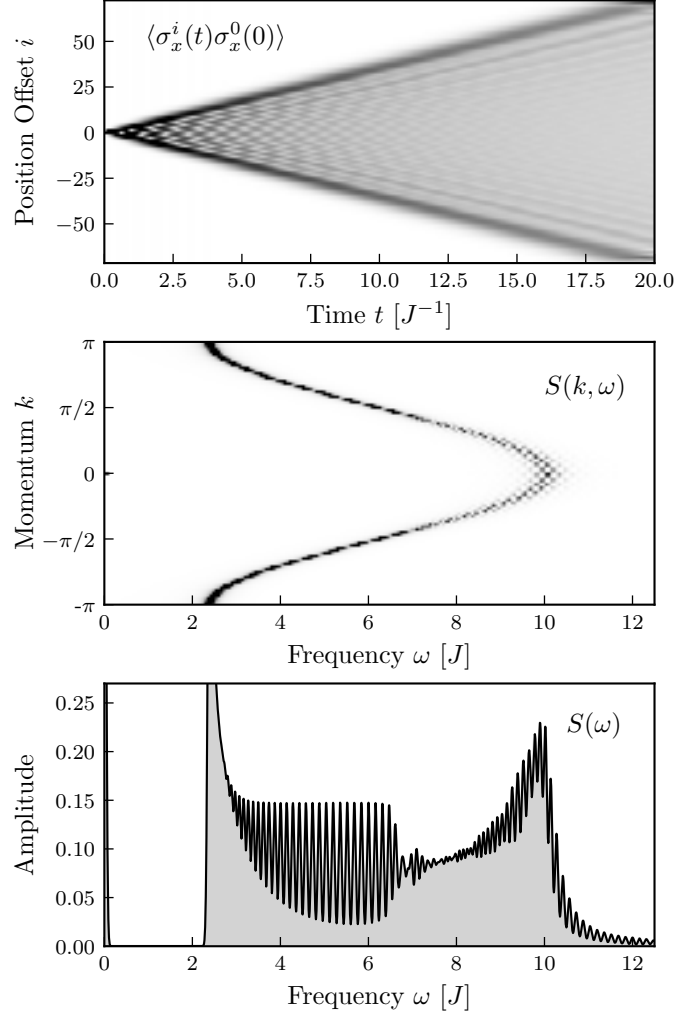 ⟨σ_x^i(t)σ_x^0(0)⟩
Position Offset i
50
25
0
−25
−50
0.0 2.5 5.0 7.5 10.0 12.5 15.0 17.5 20.0
Time t [J⁻¹]
S(k, ω)
Momentum k
π
π/2
0
−π/2
-π
0 2 4 6 8 10 12
Frequency ω [J]
S(ω)
Amplitude
0.25
0.20
0.15
0.10
0.05
0.00
0 2 4 6 8 10 12
Frequency ω [J]